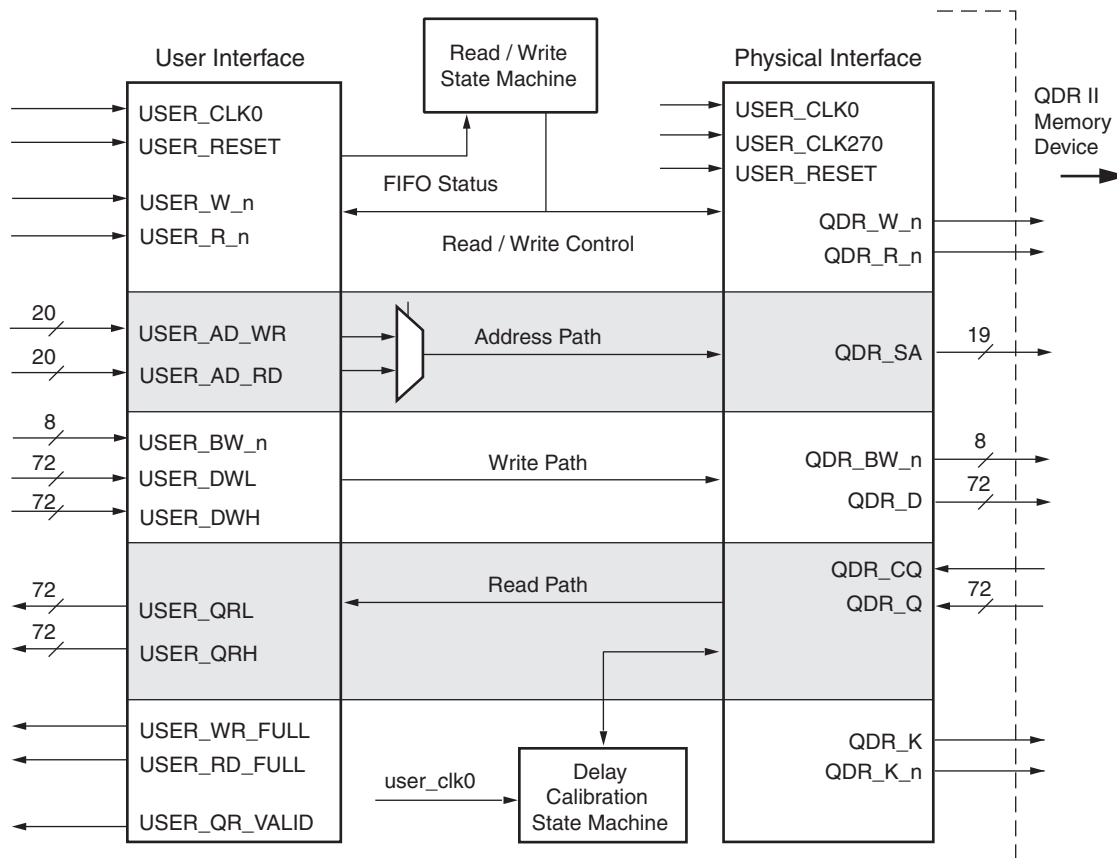 User Interface
Read / Write
State Machine
Physical Interface
QDR II
Memory
Device
USER_CLK0
USER_RESET
USER_W_n
USER_R_n
FIFO Status
Read / Write Control
USER_CLK0
USER_CLK270
USER_RESET
QDR_W_n
QDR_R_n
20
USER_AD_WR
20
USER_AD_RD
Address Path
QDR_SA
19
8
USER_BW_n
72
USER_DWL
72
USER_DWH
Write Path
QDR_BW_n
8
QDR_D
72
72
USER_QRL
72
USER_QRH
Read Path
QDR_CQ
QDR_Q
72
USER_WR_FULL
USER_RD_FULL
USER_QR_VALID
user_clk0
Delay
Calibration
State Machine
QDR_K
QDR_K_n